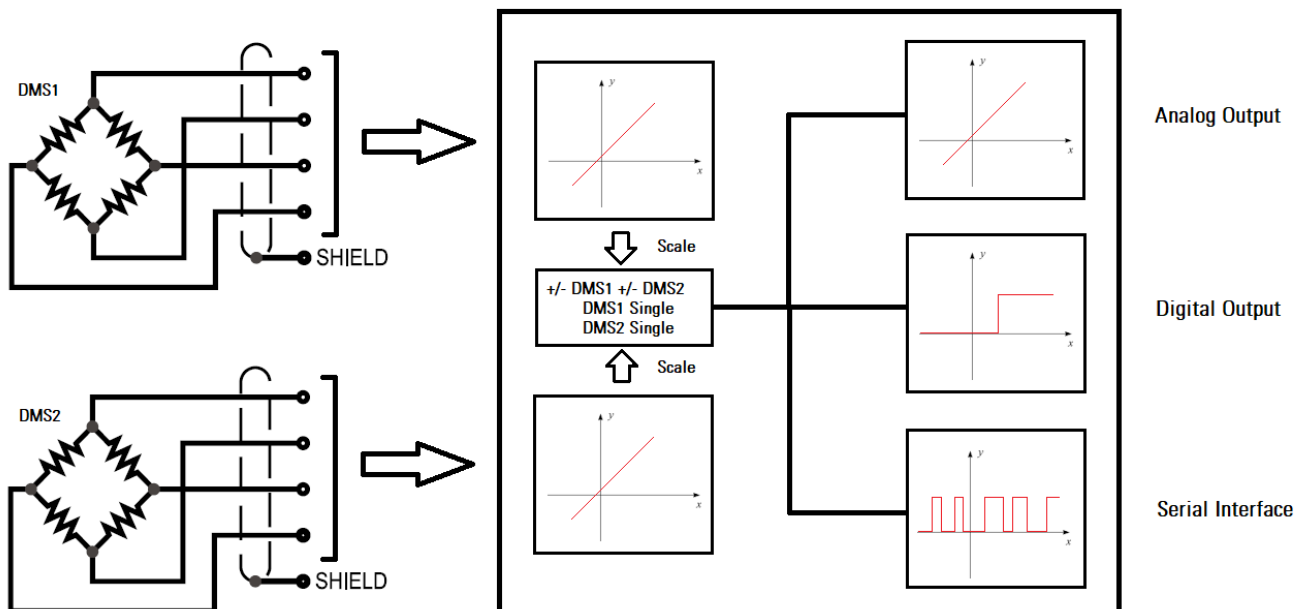 DMS1
SHIELD
DMS2
SHIELD
y
x
Scale
+/- DMS1 +/- DMS2
DMS1 Single
DMS2 Single
Scale
y
x
y
x
Analog Output
y
x
Digital Output
y
x
Serial Interface